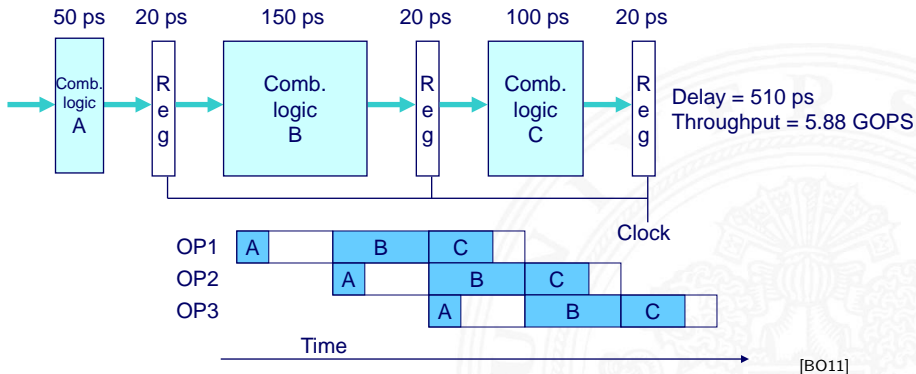 50 ps 20 ps 150 ps 20 ps 100 ps 20 ps
Comb.
logic
A
R
e
g
Comb.
logic
B
R
e
g
Comb.
logic
C
R
e
g
Delay = 510 ps
Throughput = 5.88 GOPS
Clock
OP1 A B C
OP2 A B C
OP3 A B C
Time
[BO11]